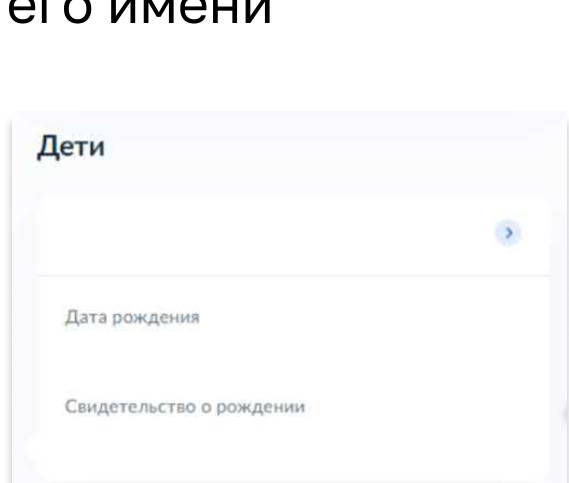 его имени
Дети
Дата рождения
Свидетельство о рождении